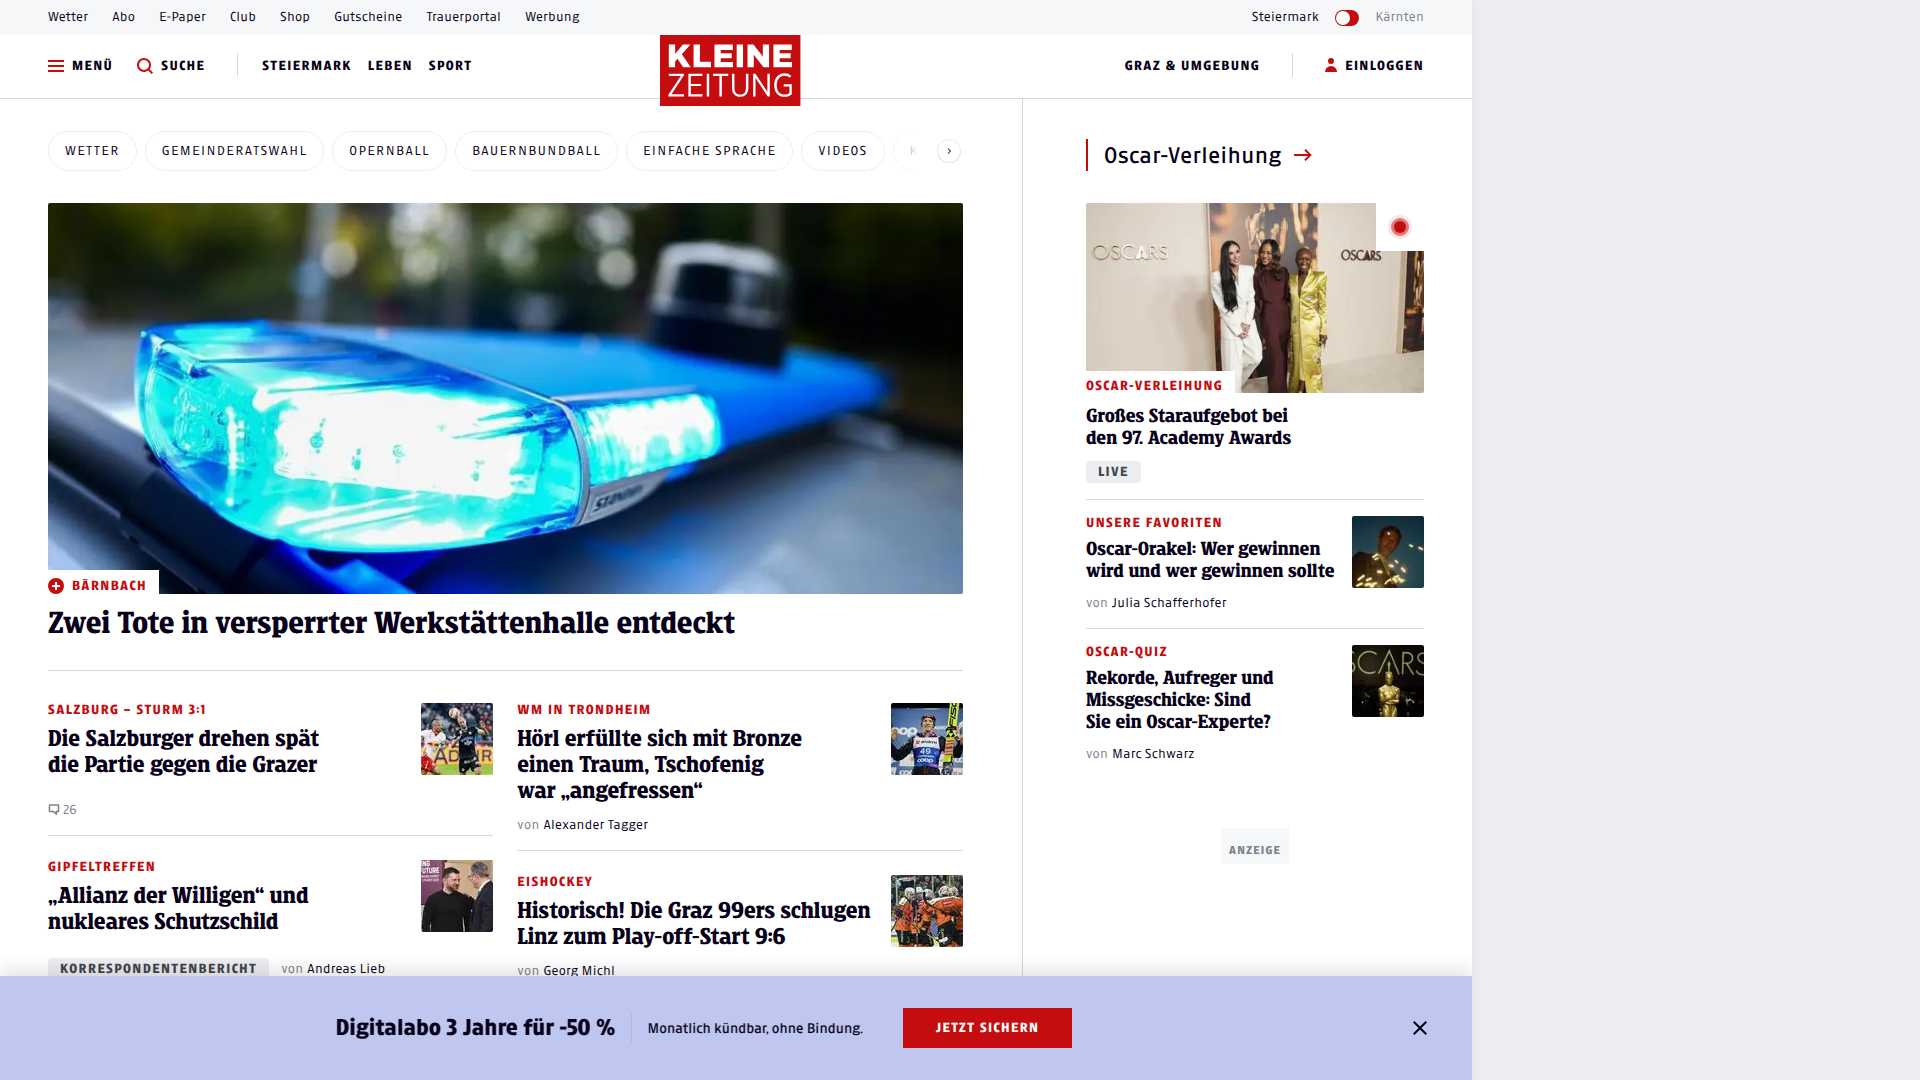 Wetter Abo E-Paper Club Shop Gutscheine Trauerportal Werbung Steiermark Kärnten
MENÜ SUCHE STEIERMARK LEBEN SPORT KLEINE ZEITUNG GRAZ & UMGEBUNG EINLOGGEN
WETTER GEMEINDERATSWAHL OPERNBALL BAUERNBUNDBALL EINFACHE SPRACHE VIDEOS K
BÄRNBACH
Zwei Tote in versperrter Werkstättenhalle entdeckt
SALZBURG – STURM 3:1
Die Salzburger drehen spät
die Partie gegen die Grazer
26
GIPFELTREFFEN
„Allianz der Willigen“ und
nukleares Schutzschild
KORRESPONDENTENBERICHT von Andreas Lieb
WM IN TRONDHEIM
Hörl erfüllte sich mit Bronze
einen Traum, Tschofenig
war „angefressen“
von Alexander Tagger
EISHOCKEY
Historisch! Die Graz 99ers schlugen
Linz zum Play-off-Start 9:6
von Georg Michl
Oscar-Verleihung
OSCARS OSCARS
OSCAR-VERLEIHUNG
Großes Staraufgebot bei
den 97. Academy Awards
LIVE
UNSERE FAVORITEN
Oscar-Orakel: Wer gewinnen
wird und wer gewinnen sollte
von Julia Schafferhofer
OSCAR-QUIZ
Rekorde, Aufreger und
Missgeschicke: Sind
Sie ein Oscar-Experte?
von Marc Schwarz
ANZEIGE
Digitalabo 3 Jahre für -50 % Monatlich kündbar, ohne Bindung. JETZT SICHERN